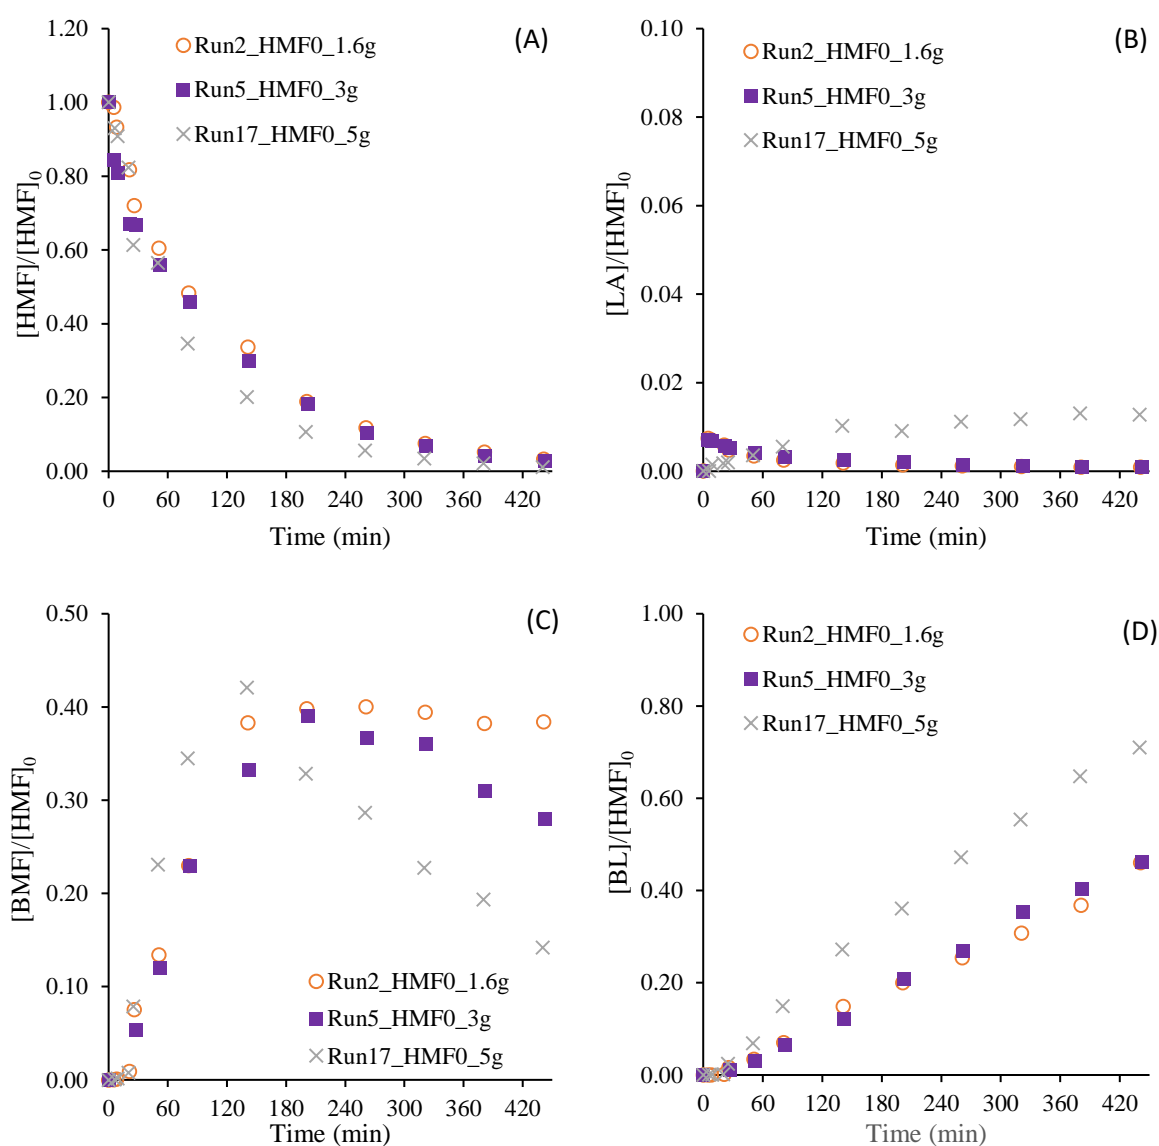 (A)
Run2_HMF0_1.6g
Run5_HMF0_3g
Run17_HMF0_5g
[HMF]/[HMF]0
1.20
1.00
0.80
0.60
0.40
0.20
0.00
0 60 120 180 240 300 360 420
Time (min)
(B)
Run2_HMF0_1.6g
Run5_HMF0_3g
Run17_HMF0_5g
[LA]/[HMF]0
0.10
0.08
0.06
0.04
0.02
0.00
0 60 120 180 240 300 360 420
Time (min)
(C)
[BMF]/[HMF]0
0.50
0.40
0.30
0.20
0.10
0.00
Run2_HMF0_1.6g
Run5_HMF0_3g
Run17_HMF0_5g
0 60 120 180 240 300 360 420
Time (min)
(D)
Run2_HMF0_1.6g
Run5_HMF0_3g
Run17_HMF0_5g
[BL]/[HMF]0
1.00
0.80
0.60
0.40
0.20
0.00
0 60 120 180 240 300 360 420
Time (min)